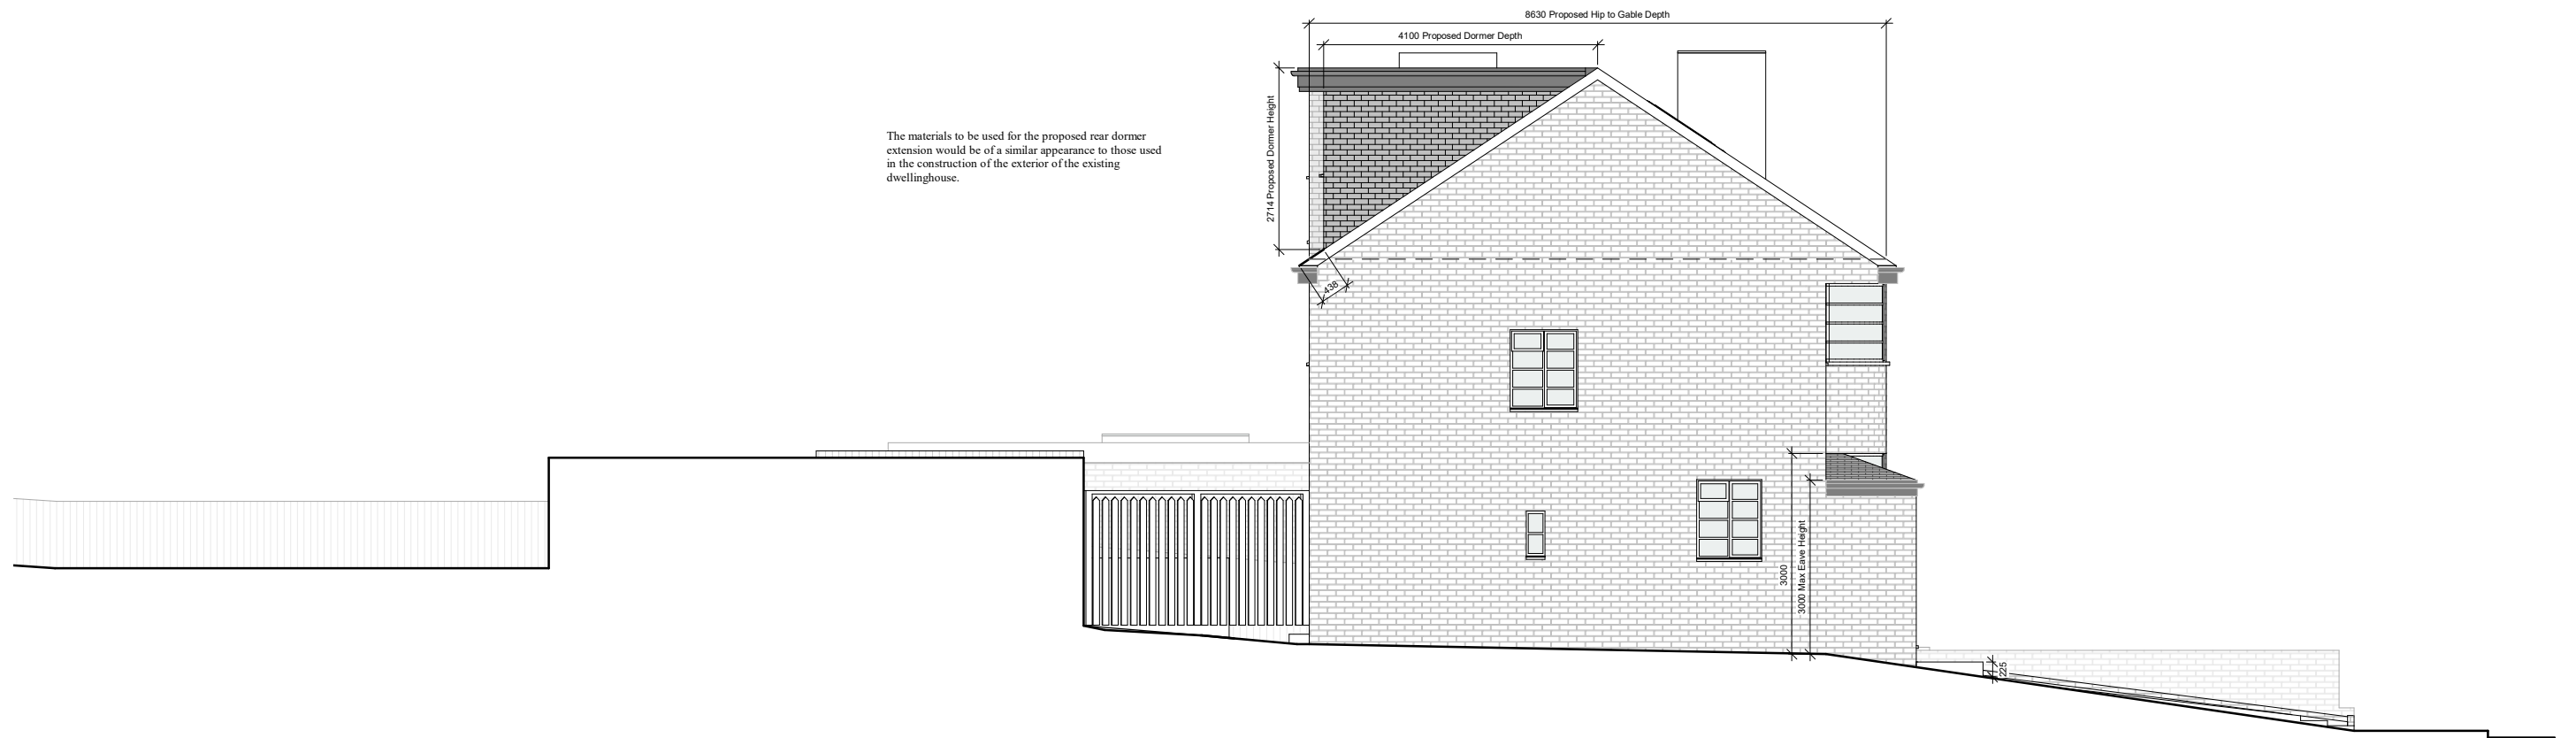 8630 Proposed Hip to Gable Depth
4100 Proposed Dormer Depth
2714 Proposed Dormer Height
The materials to be used for the proposed rear dormer
extension would be of a similar appearance to those used
in the construction of the exterior of the existing
dwellinghouse.
438
3000
3000 Max Eave Height
225